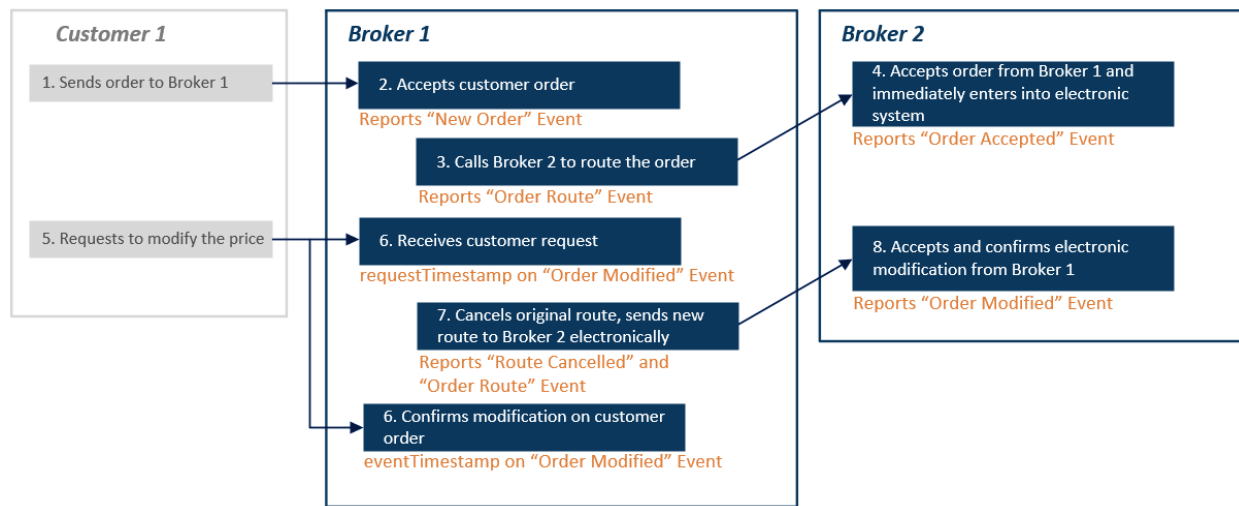 Customer 1
1. Sends order to Broker 1
5. Requests to modify the price
Broker 1
2. Accepts customer order
Reports “New Order” Event
3. Calls Broker 2 to route the order
Reports “Order Route” Event
6. Receives customer request
requestTimestamp on “Order Modified” Event
7. Cancels original route, sends new
route to Broker 2 electronically
Reports “Route Cancelled” and
“Order Route” Event
6. Confirms modification on customer
order
eventTimestamp on “Order Modified” Event
Broker 2
4. Accepts order from Broker 1 and
immediately enters into electronic
system
Reports “Order Accepted” Event
8. Accepts and confirms electronic
modification from Broker 1
Reports “Order Modified” Event